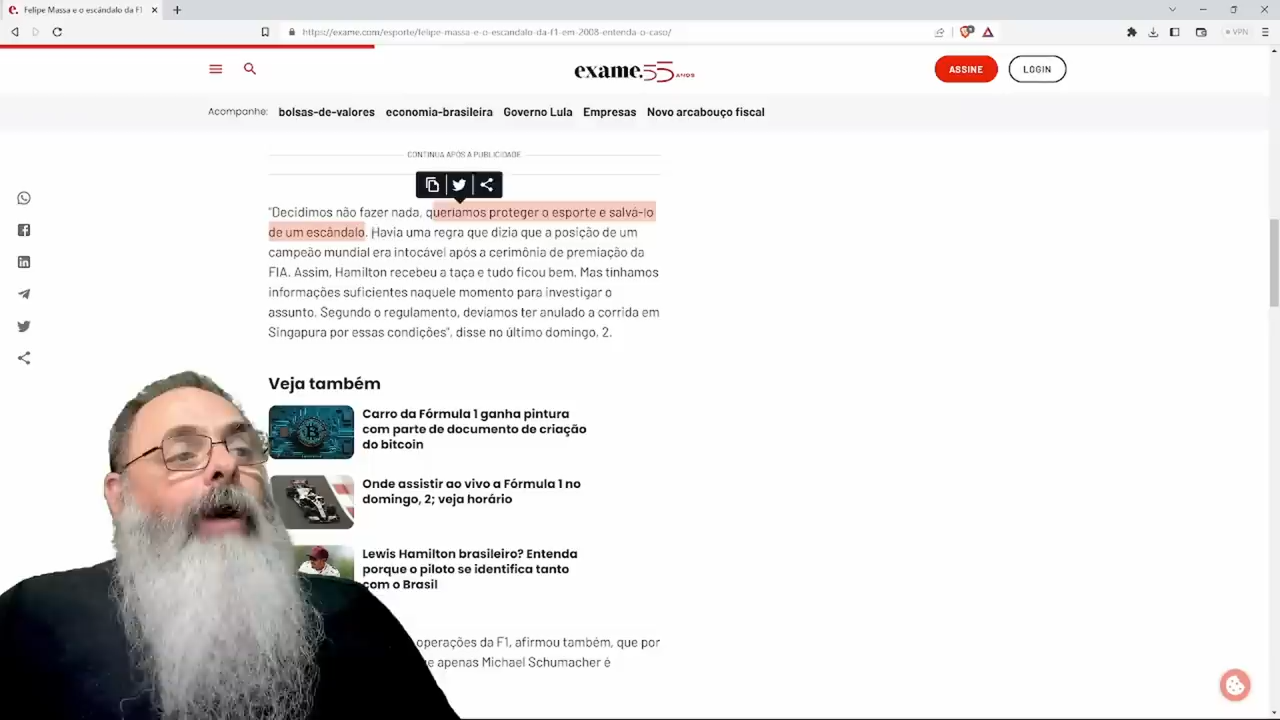 Felipe Massa e o escândalo da F1
https://exame.com/esporte/felipe-massa-e-o-escandalo-da-f1-em-2008-entenda-o-caso/
VPN
exame.55 ANOS
ASSINE
LOGIN
Acompanhe:
bolsas-de-valores
economia-brasileira
Governo Lula
Empresas
Novo arcabouço fiscal
CONTINUA APÓS A PUBLICIDADE
"Decidimos não fazer nada, queríamos proteger o esporte e salvá-lo
de um escândalo. Havia uma regra que dizia que a posição de um
campeão mundial era intocável após a cerimônia de premiação da
FIA. Assim, Hamilton recebeu a taça e tudo ficou bem. Mas tínhamos
informações suficientes naquele momento para investigar o
assunto. Segundo o regulamento, devíamos ter anulado a corrida em
Singapura por essas condições", disse no último domingo, 2.
Veja também
Carro da Fórmula 1 ganha pintura
com parte de documento de criação
do bitcoin
Onde assistir ao vivo a Fórmula 1 no
domingo, 2; veja horário
Lewis Hamilton brasileiro? Entenda
porque o piloto se identifica tanto
com o Brasil
operações da F1, afirmou também, que por
apenas Michael Schumacher é